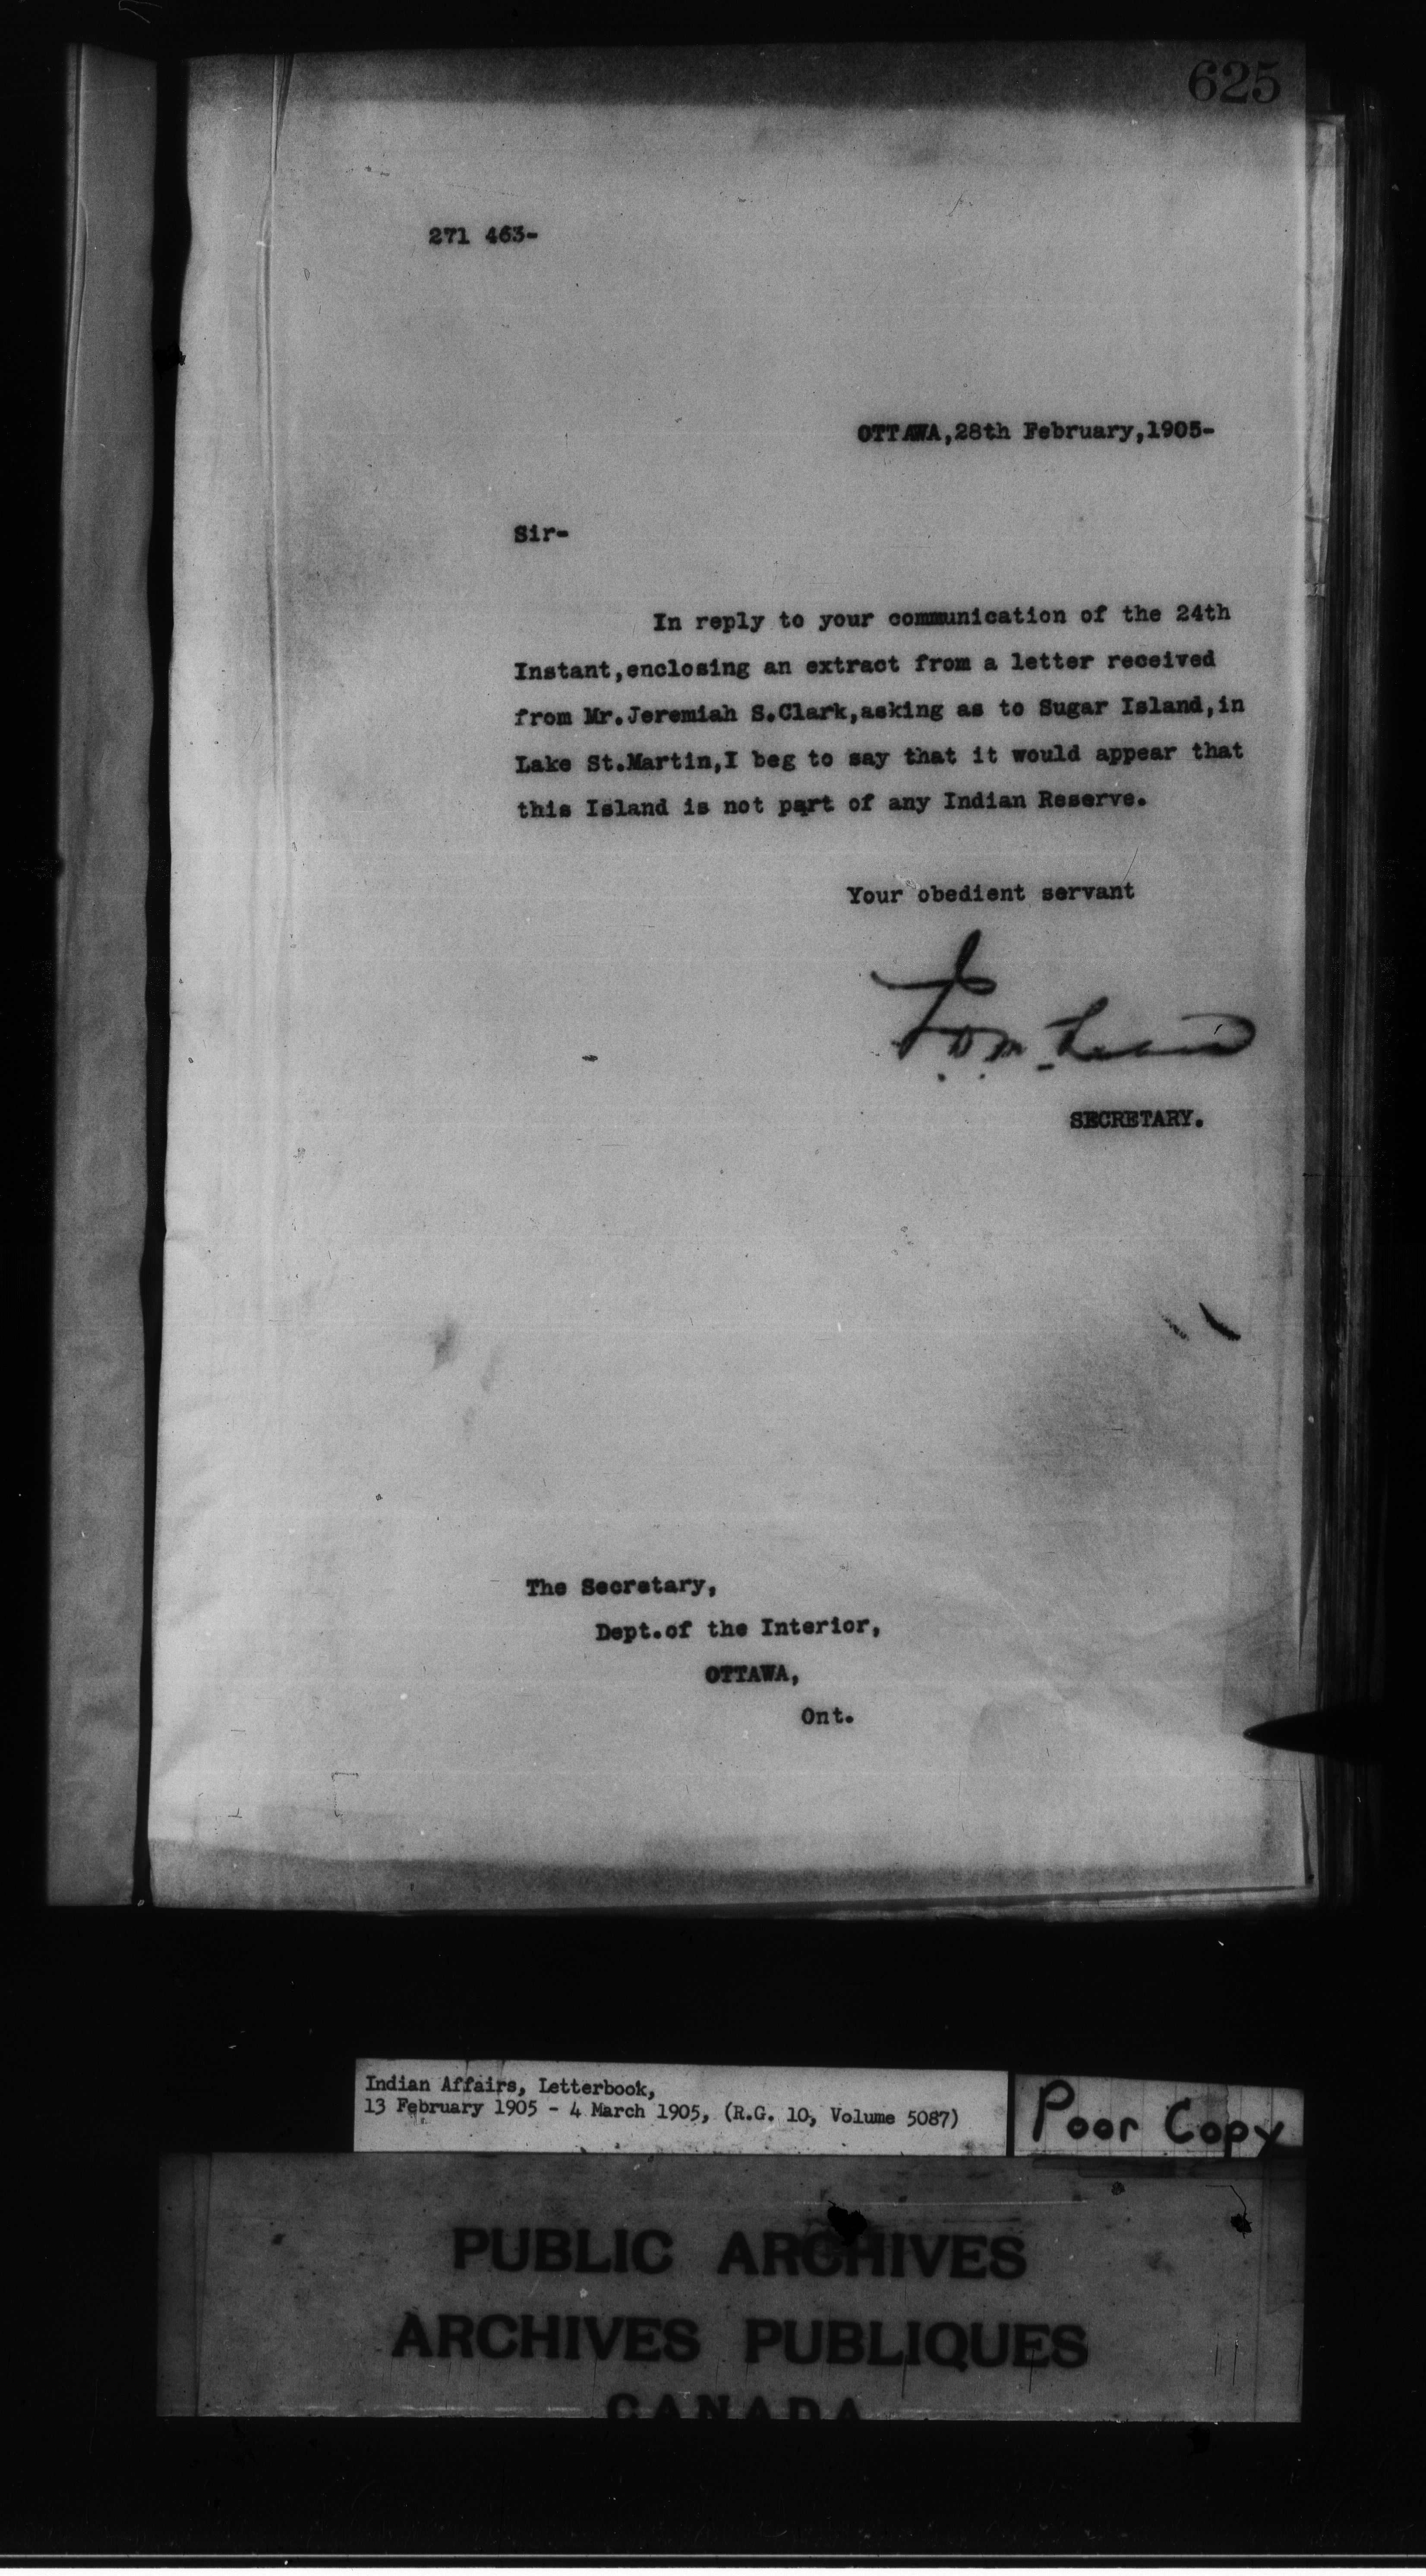 625
271 463-
OTTAWA,28th February,1905-
Sir-
In reply to your communication of the 24th
Instant,enclosing an extract from a letter received
from Mr.Jeremiah S.Clark,asking as to Sugar Island,in
Lake St.Martin,I beg to say that it would appear that
this Island is not part of any Indian Reserve.
Your obedient servant
SECRETARY.
The Secretary,
Dept.of the Interior,
OTTAWA,
Ont.
Indian Affairs, Letterbook,
13 February 1905 - 4 March 1905, (R.G. 10, Volume 5087)
Poor Copy
PUBLIC ARCHIVES
ARCHIVES PUBLIQUES
CANADA